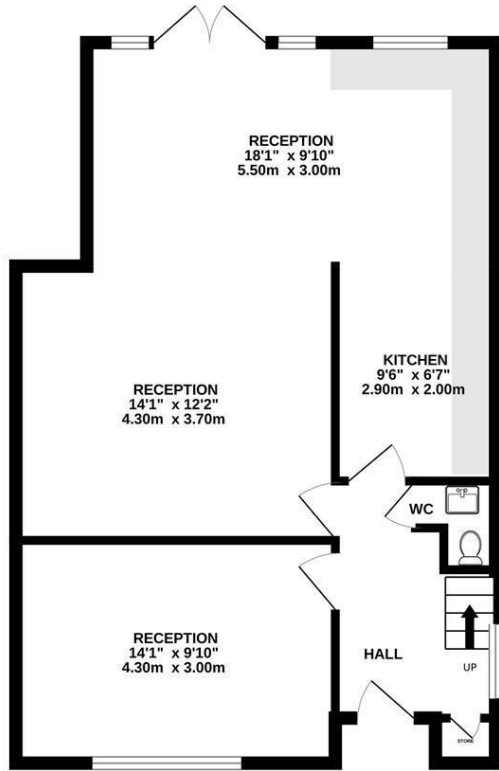 RECEPTION
18'1" x 9'10"
5.50m x 3.00m
KITCHEN
9'6" x 6'7"
2.90m x 2.00m
RECEPTION
14'1" x 12'2"
4.30m x 3.70m
WC
RECEPTION
14'1" x 9'10"
4.30m x 3.00m
HALL
UP
STORE